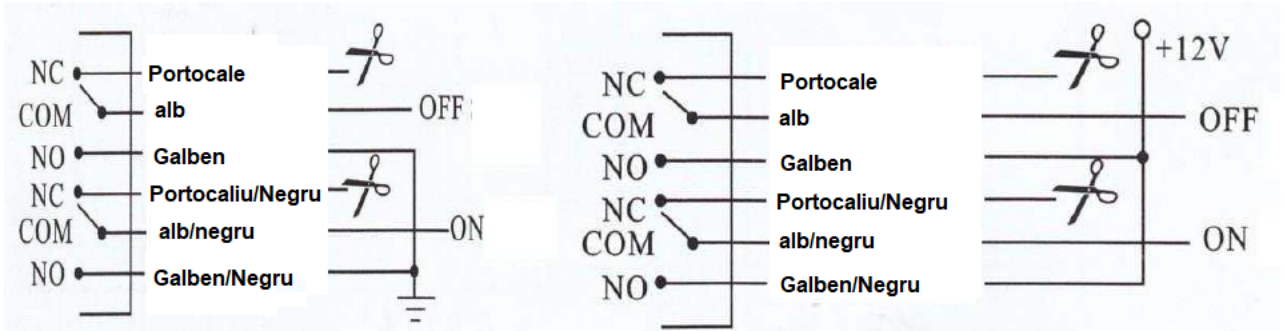 NC Portocale
COM alb OFF
NO Galben
NC Portocaliu/Negru
COM alb/negru ON
NO Galben/Negru
+12V
NC Portocale
COM alb OFF
NO Galben
NC Portocaliu/Negru
COM alb/negru ON
NO Galben/Negru